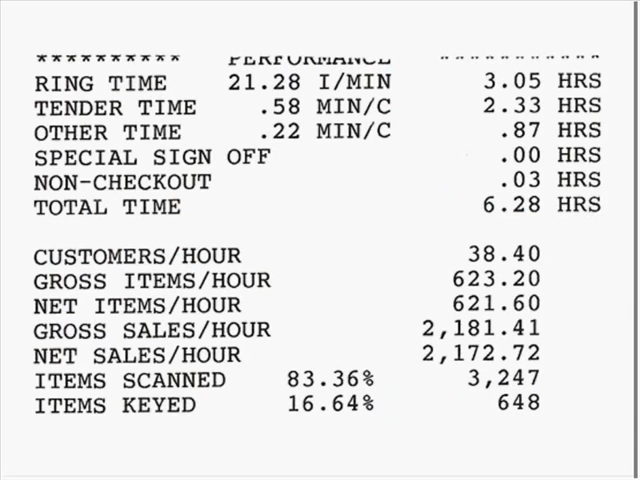 ********** PERFORMANCE ***********
RING TIME 21.28 I/MIN 3.05 HRS
TENDER TIME .58 MIN/C 2.33 HRS
OTHER TIME .22 MIN/C .87 HRS
SPECIAL SIGN OFF .00 HRS
NON-CHECKOUT .03 HRS
TOTAL TIME 6.28 HRS
CUSTOMERS/HOUR 38.40
GROSS ITEMS/HOUR 623.20
NET ITEMS/HOUR 621.60
GROSS SALES/HOUR 2,181.41
NET SALES/HOUR 2,172.72
ITEMS SCANNED 83.36% 3,247
ITEMS KEYED 16.64% 648